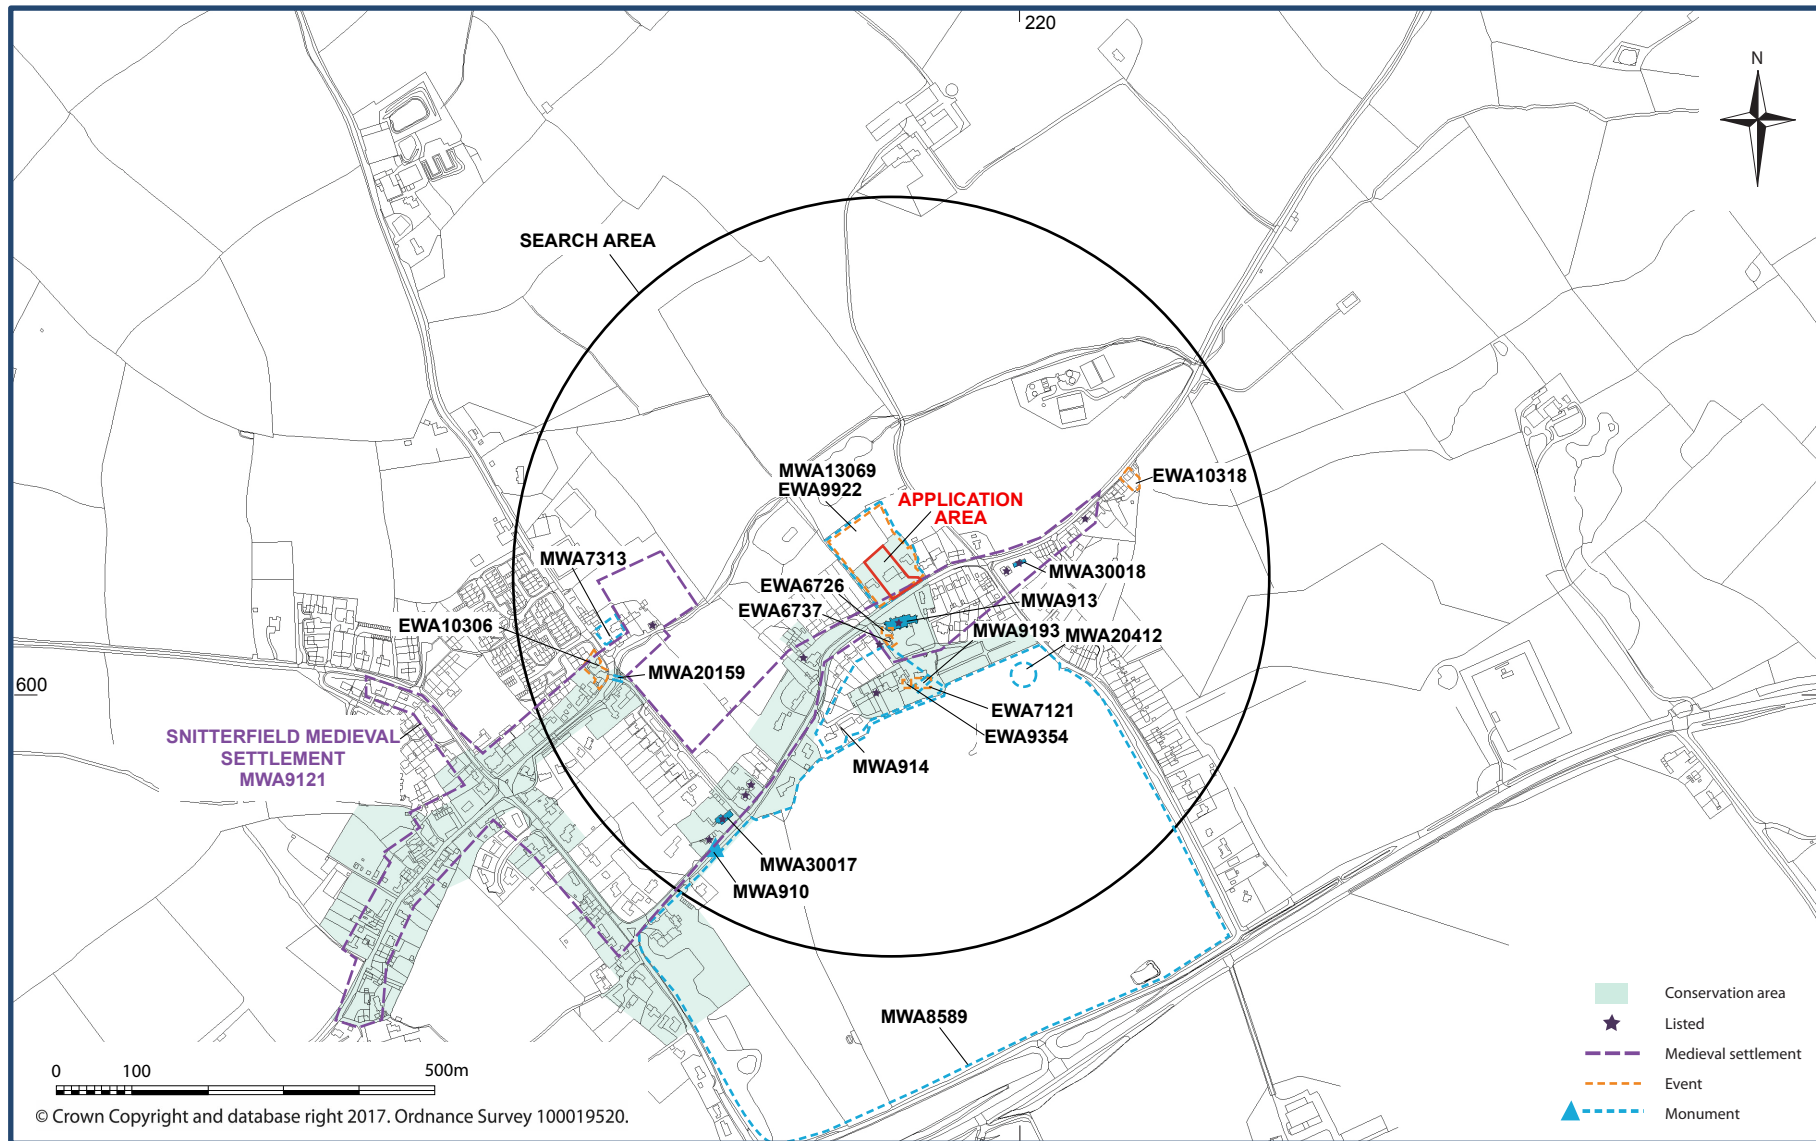 220
N
SEARCH AREA
MWA13069
EWA9922
APPLICATION
AREA
EWA10318
MWA7313
EWA6726
EWA6737
MWA30018
MWA913
MWA9193
MWA20412
EWA10306
MWA20159
600
EWA7121
EWA9354
SNITTERFIELD MEDIEVAL
SETTLEMENT
MWA9121
MWA914
MWA30017
MWA910
MWA8589
Conservation area
Listed
Medieval settlement
Event
Monument
0 100 500m
© Crown Copyright and database right 2017. Ordnance Survey 100019520.